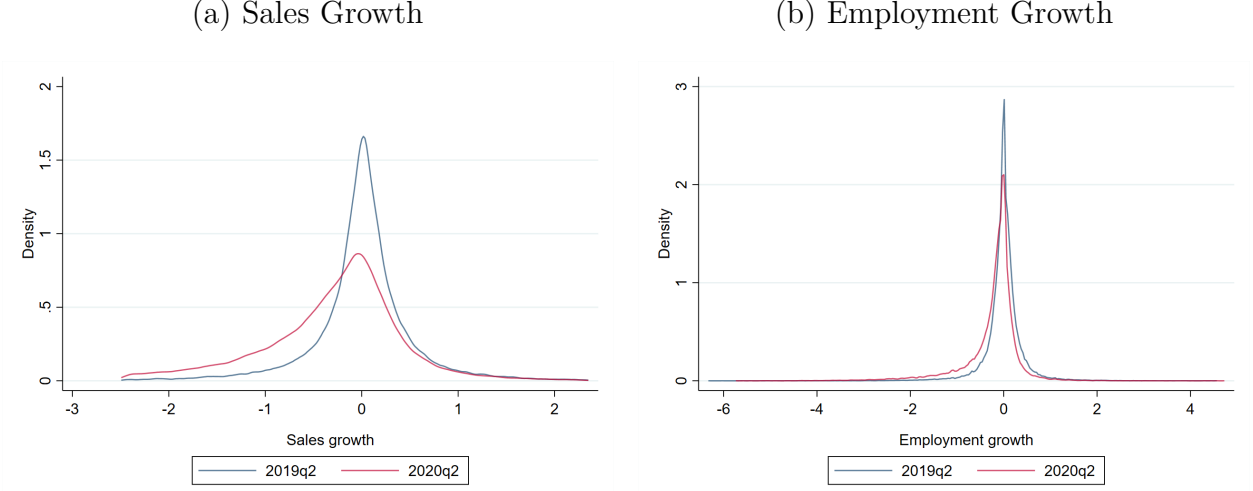 (a) Sales Growth
Density
2
1.5
1
.5
0
-3 -2 -1 0 1 2
Sales growth
2019q2 2020q2
(b) Employment Growth
Density
3
2
1
0
-6 -4 -2 0 2 4
Employment growth
2019q2 2020q2